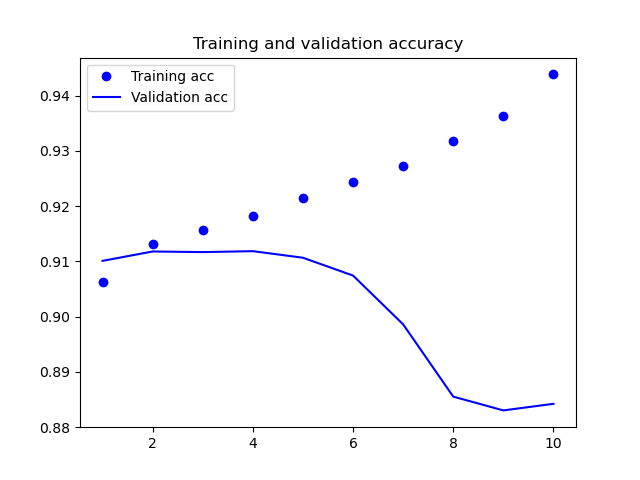 Training and validation accuracy
Training acc
Validation acc
0.94
0.93
0.92
0.91
0.90
0.89
0.88
2 4 6 8 10